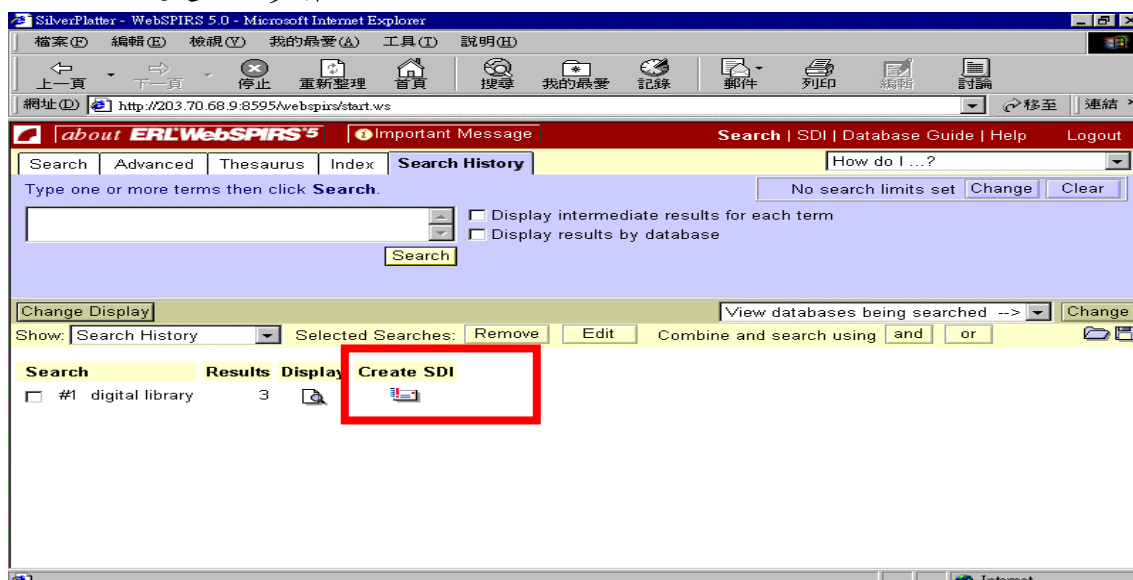 SilverPlatter - WebSPIRS 5.0 - Microsoft Internet Explorer
檔案(F) 編輯(E) 檢視(V) 我的最愛(A) 工具(T) 說明(H)
上一頁 下一頁 停止 重新整理 首頁 搜尋 我的最愛 記錄 郵件 列印 編輯 討論
網址(D) http://203.70.68.9:8595/webspirs/start.ws 移至 連結
about ERL WebSPIRS 5 Important Message Search | SDI | Database Guide | Help Logout
Search Advanced Thesaurus Index Search History How do I ...?
Type one or more terms then click Search. No search limits set Change Clear
Display intermediate results for each term
Display results by database
Search
Change Display View databases being searched --> Change
Show: Search History Selected Searches: Remove Edit Combine and search using and or
Search Results Display Create SDI
#1 digital library 3
Internet